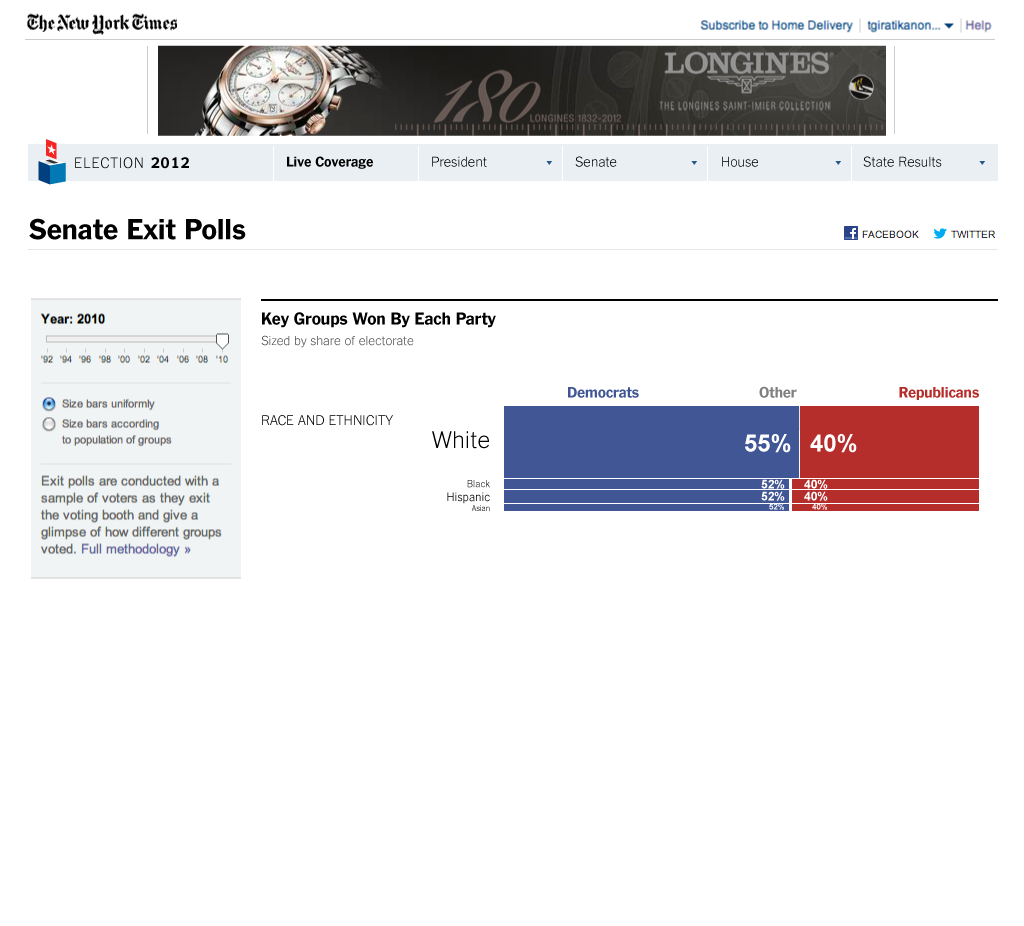 The New York Times
Subscribe to Home Delivery
tgiratikanon...
Help
180
LONGINES 1832-2012
LONGINES
THE LONGINES SAINT-IMIER COLLECTION
ELECTION 2012
Live Coverage
President
Senate
House
State Results
Senate Exit Polls
FACEBOOK
TWITTER
Year: 2010
'92 '94 '96 '98 '00 '02 '04 '06 '08 '10
Size bars uniformly
Size bars according
to population of groups
Exit polls are conducted with a
sample of voters as they exit
the voting booth and give a
glimpse of how different groups
voted. Full methodology »
Key Groups Won By Each Party
Sized by share of electorate
Democrats Other Republicans
RACE AND ETHNICITY
White 55% 40%
Black 52% 40%
Hispanic 52% 40%
Asian 52% 40%